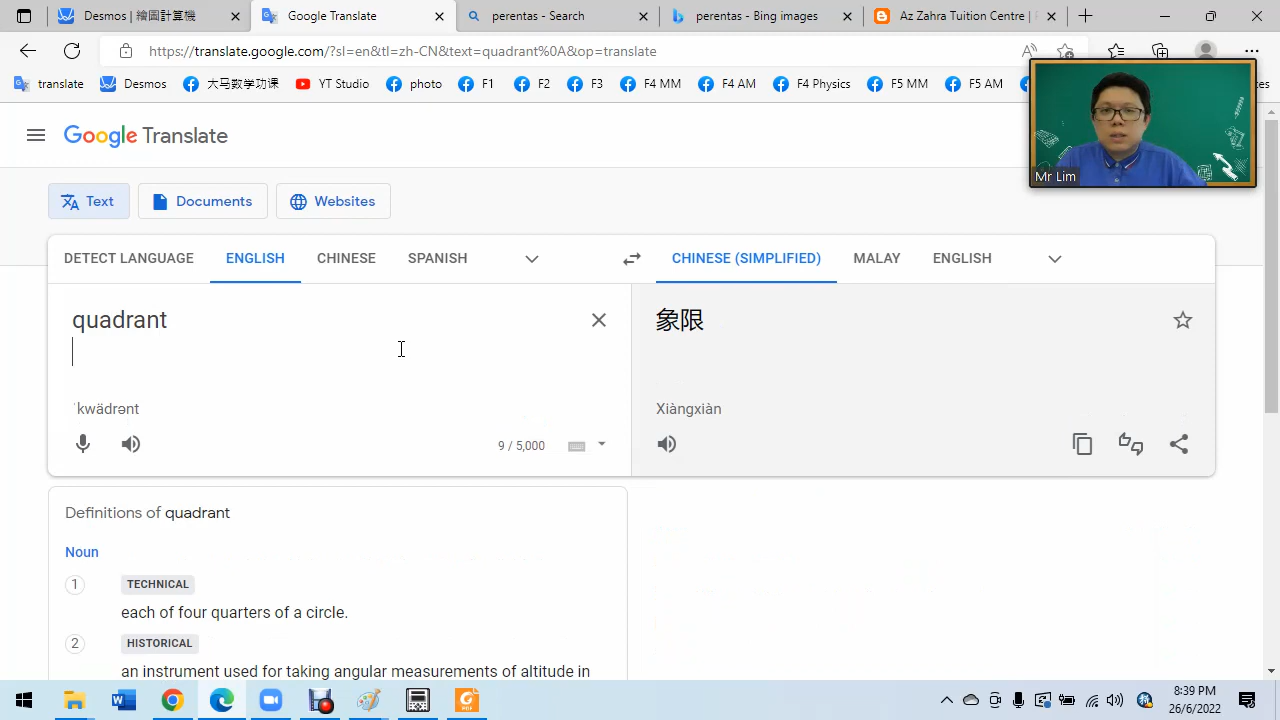 Desmos | 繪圖計算機
Google Translate
perentas - Search
perentas - Bing images
Az Zahra Tuition Centre |
https://translate.google.com/?sl=en&tl=zh-CN&text=quadrant%0A&op=translate
translate
Desmos
大马数学功课
YT Studio
photo
F1
F2
F3
F4 MM
F4 AM
F4 Physics
F5 MM
F5 AM
Google Translate
Mr Lim
Text
Documents
Websites
DETECT LANGUAGE
ENGLISH
CHINESE
SPANISH
CHINESE (SIMPLIFIED)
MALAY
ENGLISH
quadrant
象限
ˈkwädrənt
Xiàngxiàn
9 / 5,000
Definitions of quadrant
Noun
1
TECHNICAL
each of four quarters of a circle.
2
HISTORICAL
an instrument used for taking angular measurements of altitude in
8:39 PM
26/6/2022